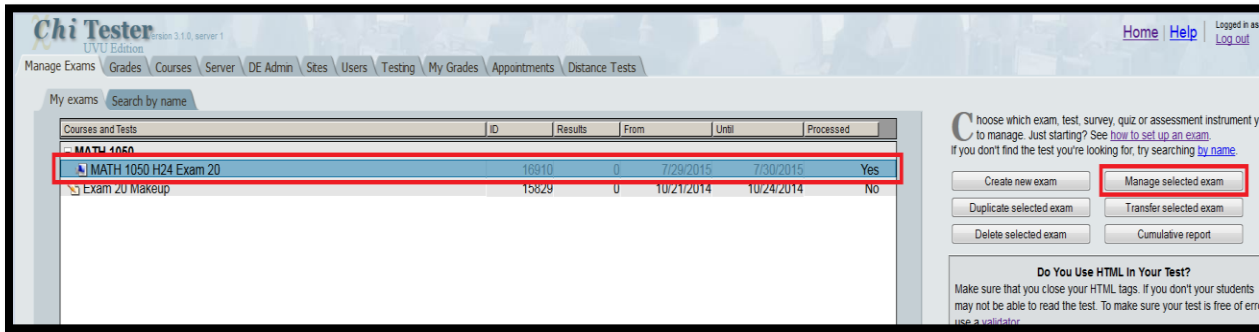 Chi Tester version 3.1.0, server 1
UVU Edition
Home | Help
Logged in as
Log out
Manage Exams Grades Courses Server DE Admin Sites Users Testing My Grades Appointments Distance Tests
My exams Search by name
Courses and Tests ID Results From Until Processed
MATH 1050
MATH 1050 H24 Exam 20 16910 0 7/29/2015 7/30/2015 Yes
Exam 20 Makeup 15829 0 10/21/2014 10/24/2014 No
Choose which exam, test, survey, quiz or assessment instrument y
to manage. Just starting? See how to set up an exam.
If you don't find the test you're looking for, try searching by name.
Create new exam Manage selected exam
Duplicate selected exam Transfer selected exam
Delete selected exam Cumulative report
Do You Use HTML In Your Test?
Make sure that you close your HTML tags. If you don't your students
may not be able to read the test. To make sure your test is free of erro
use a validator